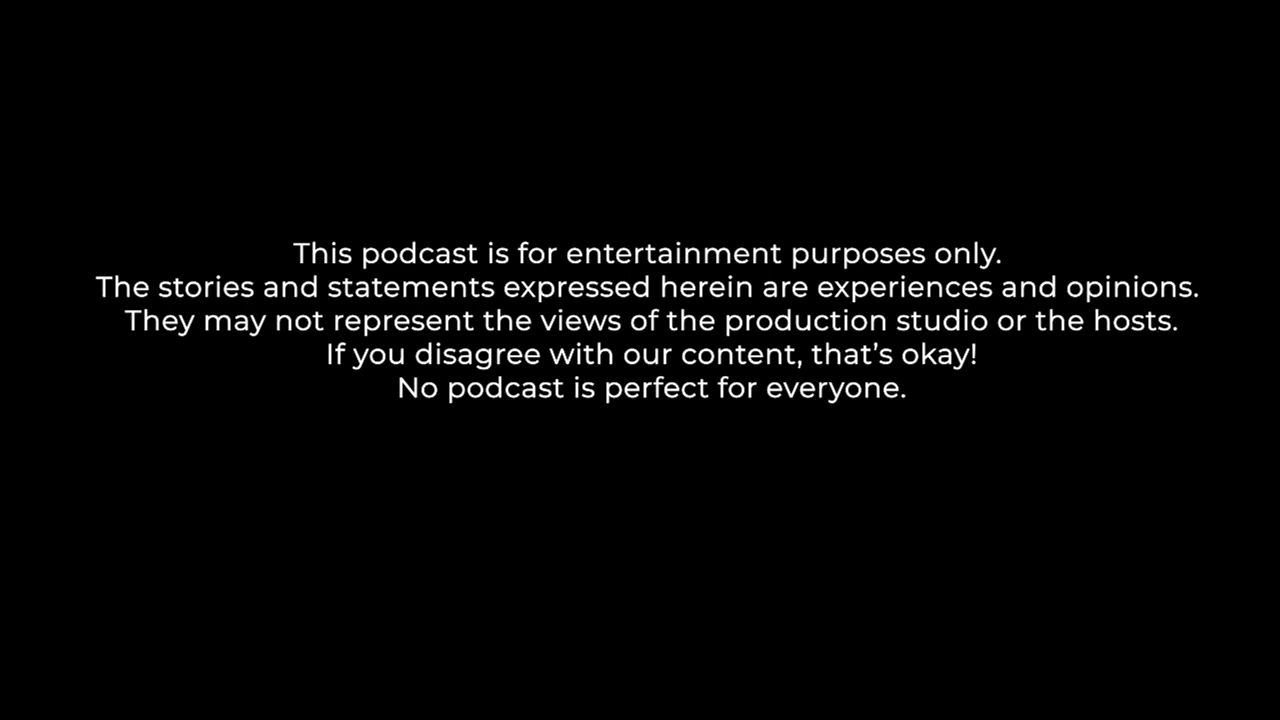 This podcast is for entertainment purposes only.
The stories and statements expressed herein are experiences and opinions.
They may not represent the views of the production studio or the hosts.
If you disagree with our content, that’s okay!
No podcast is perfect for everyone.